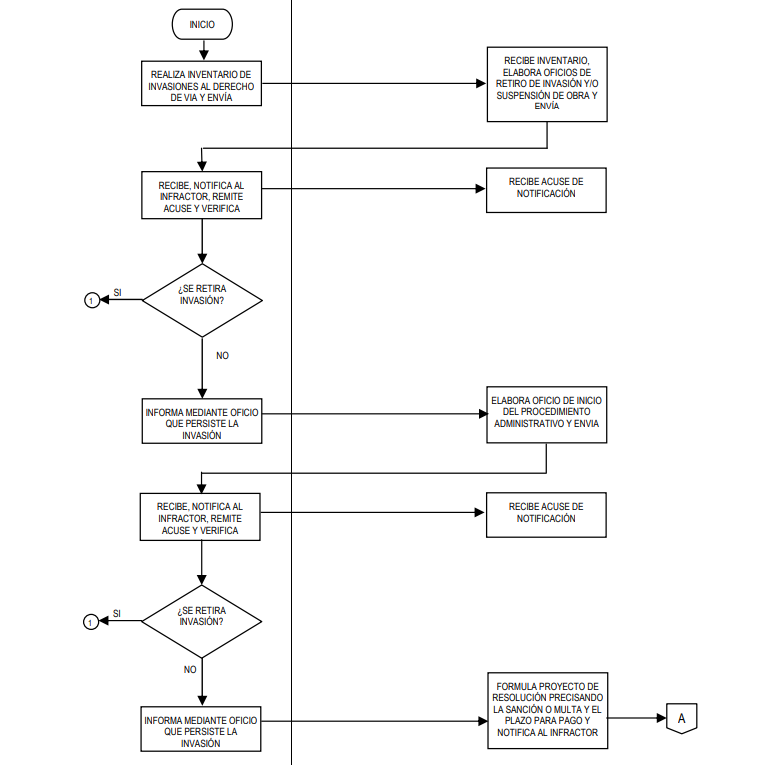 INICIO
REALIZA INVENTARIO DE
INVASIONES AL DERECHO
DE VIA Y ENVÍA
RECIBE INVENTARIO,
ELABORA OFICIOS DE
RETIRO DE INVASIÓN Y/O
SUSPENSIÓN DE OBRA Y
ENVÍA
RECIBE, NOTIFICA AL
INFRACTOR, REMITE
ACUSE Y VERIFICA
RECIBE ACUSE DE
NOTIFICACIÓN
¿SE RETIRA
INVASIÓN?
SI
1
NO
INFORMA MEDIANTE OFICIO
QUE PERSISTE LA
INVASIÓN
ELABORA OFICIO DE INICIO
DEL PROCEDIMIENTO
ADMINISTRATIVO Y ENVIA
RECIBE, NOTIFICA AL
INFRACTOR, REMITE
ACUSE Y VERIFICA
RECIBE ACUSE DE
NOTIFICACIÓN
¿SE RETIRA
INVASIÓN?
SI
1
NO
INFORMA MEDIANTE OFICIO
QUE PERSISTE LA
INVASIÓN
FORMULA PROYECTO DE
RESOLUCIÓN PRECISANDO
LA SANCIÓN O MULTA Y EL
PLAZO PARA PAGO Y
NOTIFICA AL INFRACTOR
A